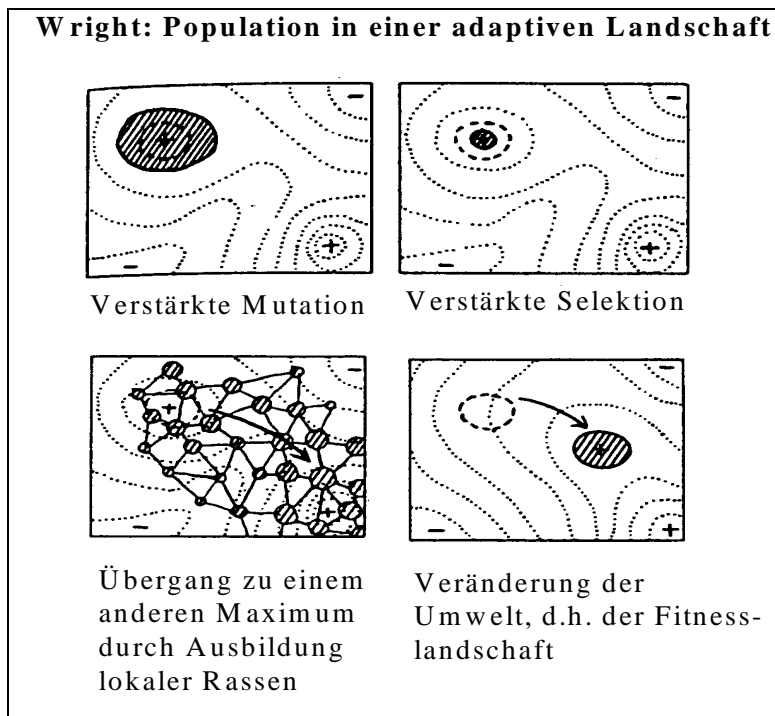 Wright: Population in einer adaptiven Landschaft
Verstärkte Mutation
Verstärkte Selektion
Übergang zu einem
anderen Maximum
durch Ausbildung
lokaler Rassen
Veränderung der
Umwelt, d.h. der Fitness-
landschaft